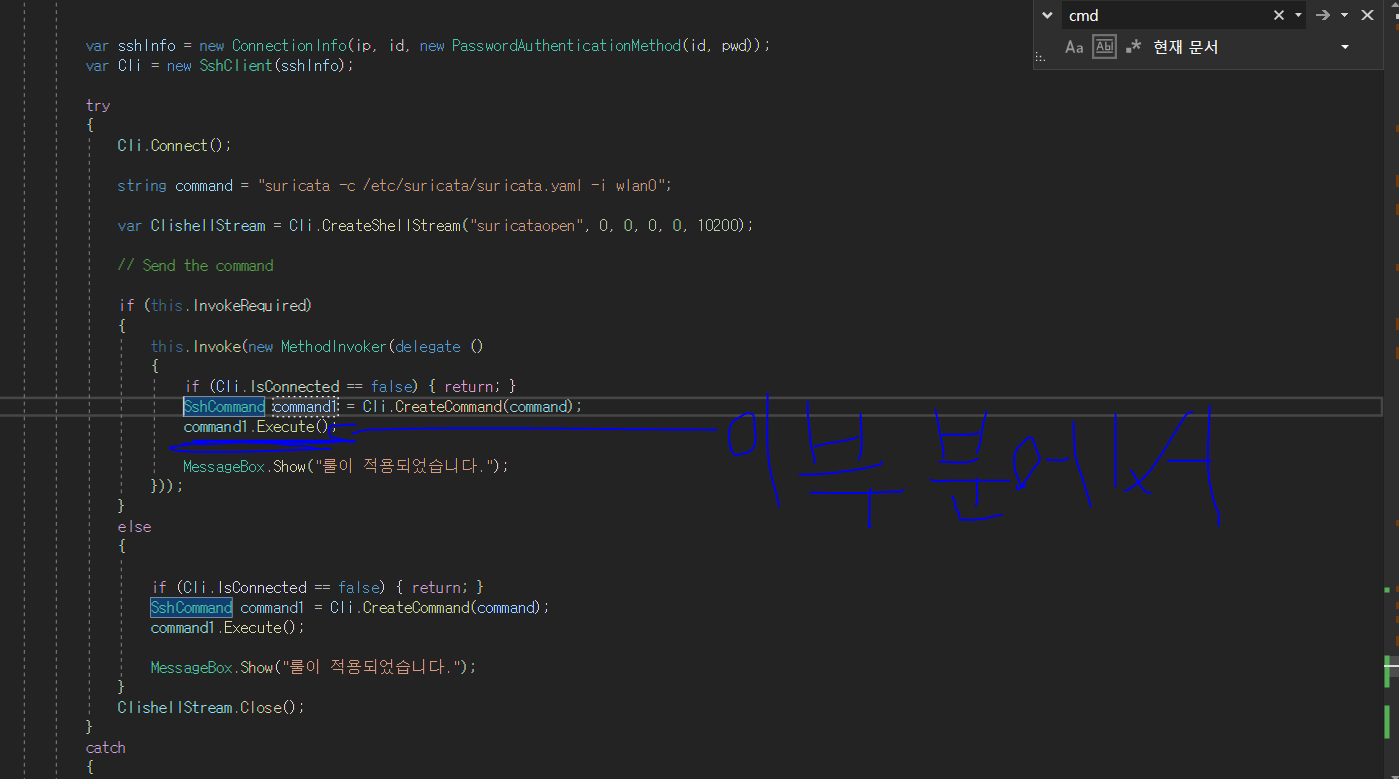 cmd
Aa Abl .* 현재 문서
var sshInfo = new ConnectionInfo(ip, id, new PasswordAuthenticationMethod(id, pwd));
var Cli = new SshClient(sshInfo);
try
{
Cli.Connect();
string command = "suricata -c /etc/suricata/suricata.yaml -i wlan0";
var ClishellStream = Cli.CreateShellStream("suricataopen", 0, 0, 0, 0, 10200);
// Send the command
if (this.InvokeRequired)
{
this.Invoke(new MethodInvoker(delegate ()
{
if (Cli.IsConnected == false) { return; }
SshCommand command1 = Cli.CreateCommand(command);
command1.Execute();
이부분에서
MessageBox.Show("룰이 적용되었습니다.");
}));
}
else
{
if (Cli.IsConnected == false) { return; }
SshCommand command1 = Cli.CreateCommand(command);
command1.Execute();
MessageBox.Show("룰이 적용되었습니다.");
}
ClishellStream.Close();
}
catch
{